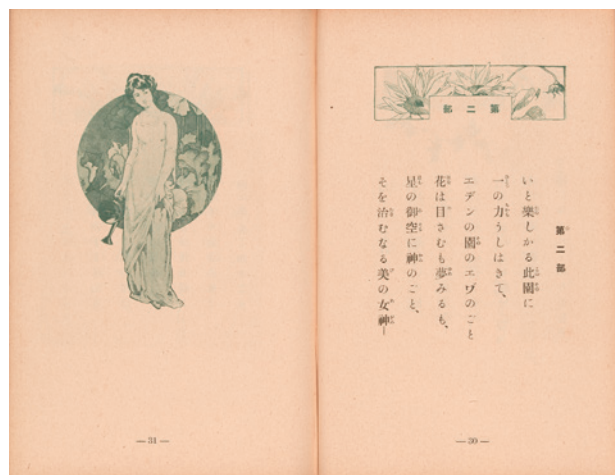 第二部
第二部
いと樂しかる此園に
一の力うしはきて、
エデンの園のエワのごと
花は目さむも夢みるも、
星の御空に神のごと、
そを治むなる美の女神—
— 30 —
— 31 —